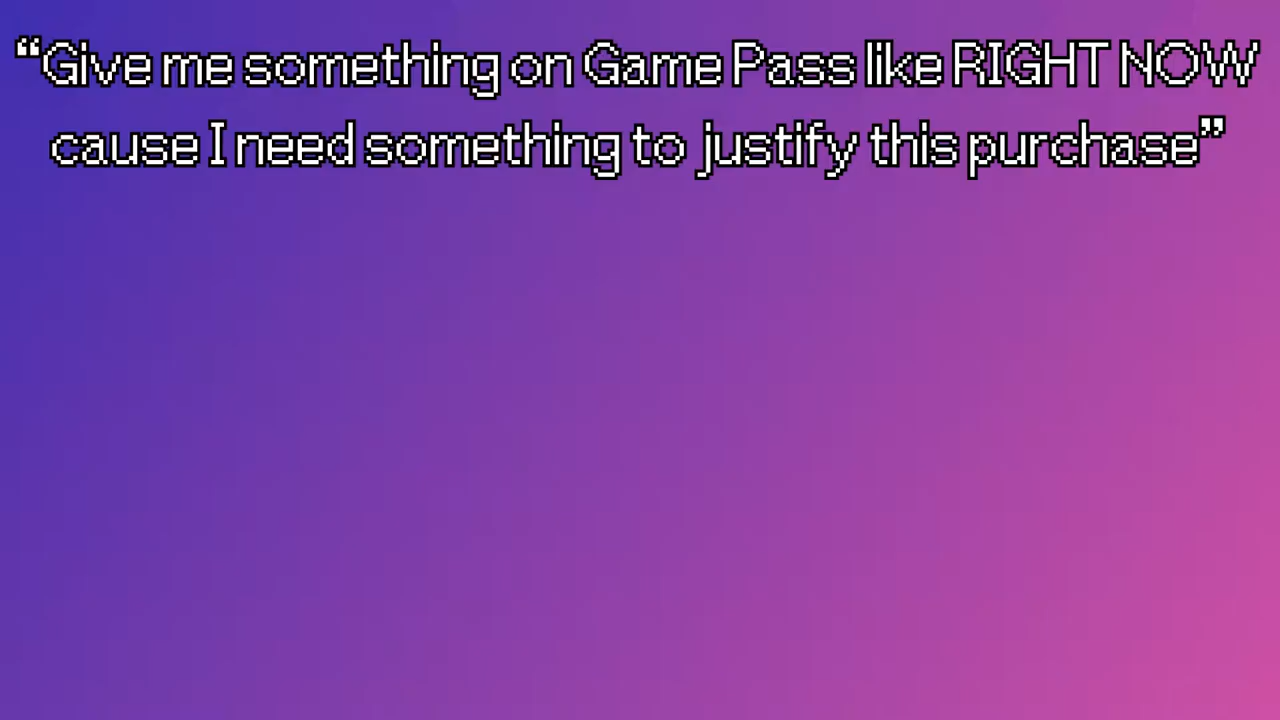 “Give me something on Game Pass like RIGHT NOW
cause I need something to justify this purchase”